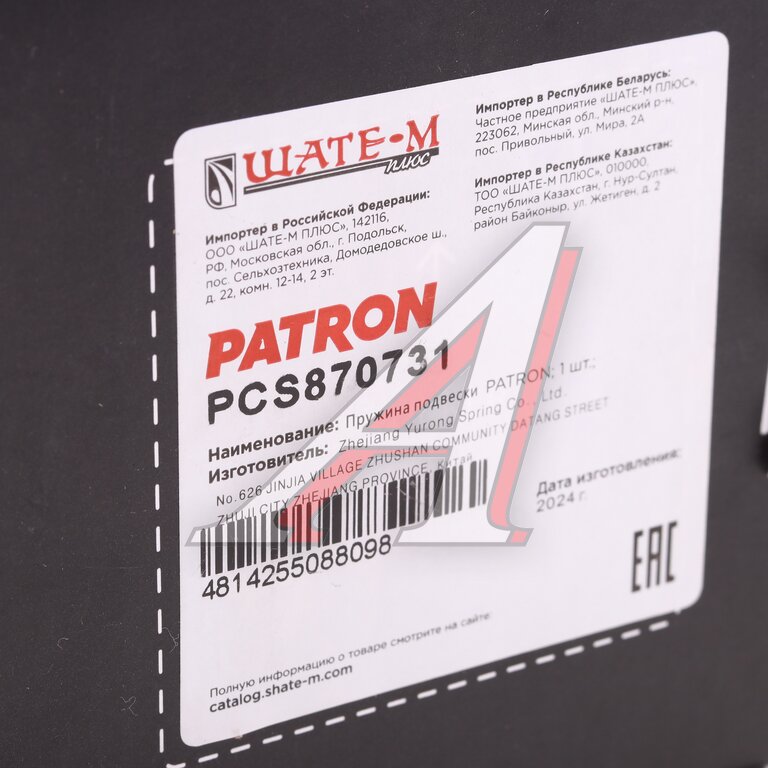 ШАТЕ-М
плюс
Импортер в Российской Федерации:
ООО «ШАТЕ-М ПЛЮС», 142116,
РФ, Московская обл., г. Подольск,
пос. Сельхозтехника, Домодедовское ш.,
д. 22, комн. 12-14, 2 эт.
Импортер в Республике Беларусь:
Частное предприятие «ШАТЕ-М ПЛЮС»,
223062, Минская обл., Минский р-н,
пос. Привольный, ул. Мира, 2А
Импортер в Республике Казахстан:
ТОО «ШАТЕ-М ПЛЮС», 010000,
Республика Казахстан, г. Нур-Султан,
район Байконыр, ул. Жетиген, д. 2
PATRON
PCS870731
Наименование: Пружина подвески PATRON; 1 шт.;
Изготовитель: Zhejiang Yurong Spring Co., Ltd.
No.626 JINJIA VILLAGE ZHUSHAN COMMUNITY DATANG STREET
ZHUJI CITY ZHEJIANG PROVINCE, Китай
Дата изготовления:
2024 г.
4814255088098
EAC
Полную информацию о товаре смотрите на сайте:
catalog.shate-m.com